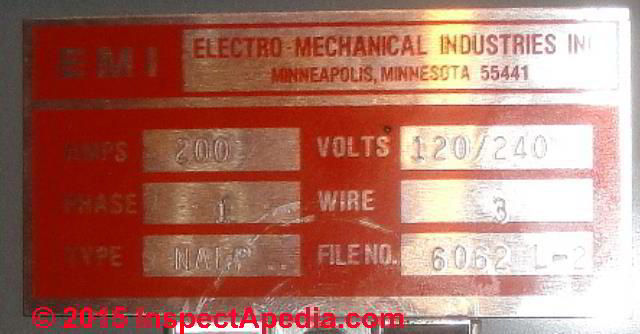 EMI ELECTRO-MECHANICAL INDUSTRIES IN
MINNEAPOLIS, MINNESOTA 55441
AMPS 200 VOLTS 120/240
PHASE 1 WIRE 3
TYPE FILE NO. 6062 L-2
© 2015 InspectApedia.com